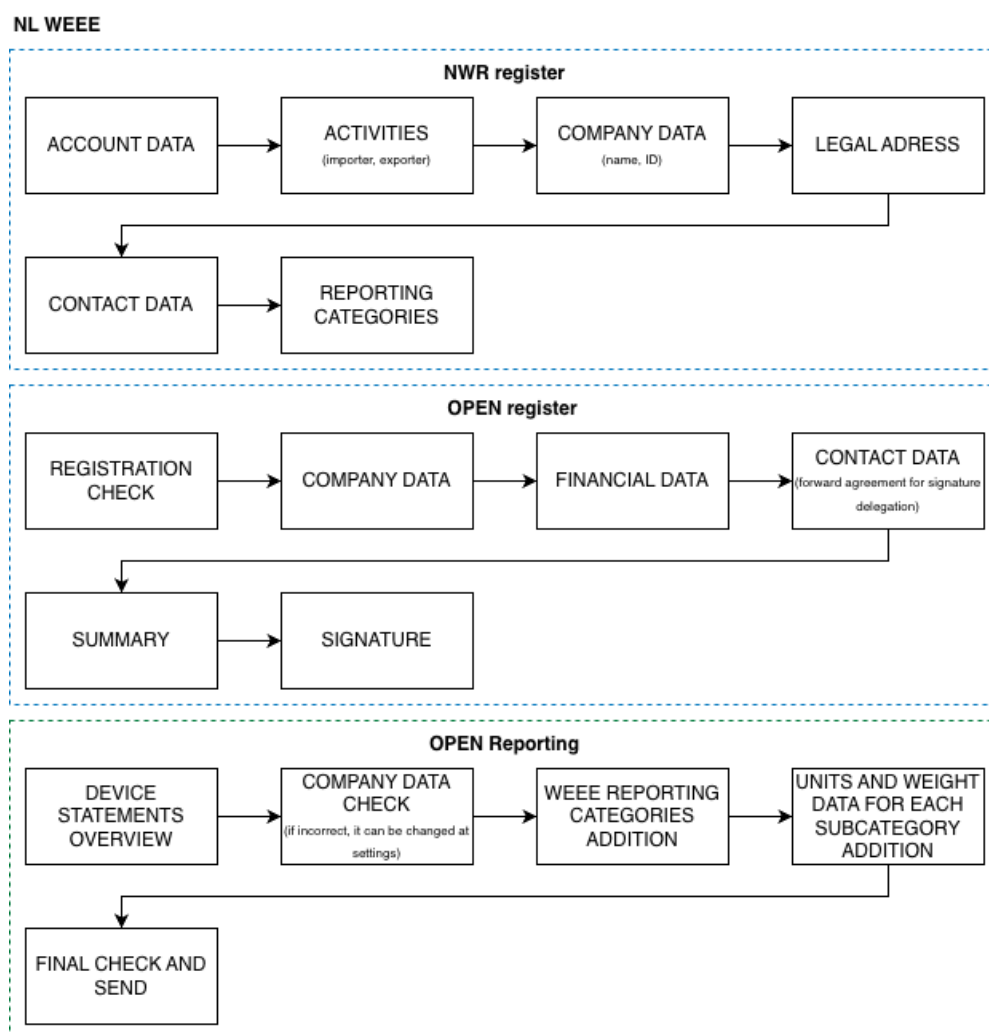 NL WEEE
NWR register
ACCOUNT DATA
ACTIVITIES
(importer, exporter)
COMPANY DATA
(name, ID)
LEGAL ADRESS
CONTACT DATA
REPORTING
CATEGORIES
OPEN register
REGISTRATION
CHECK
COMPANY DATA
FINANCIAL DATA
CONTACT DATA
(forward agreement for signature
delegation)
SUMMARY
SIGNATURE
OPEN Reporting
DEVICE
STATEMENTS
OVERVIEW
COMPANY DATA
CHECK
(if incorrect, it can be changed at
settings)
WEEE REPORTING
CATEGORIES
ADDITION
UNITS AND WEIGHT
DATA FOR EACH
SUBCATEGORY
ADDITION
FINAL CHECK AND
SEND